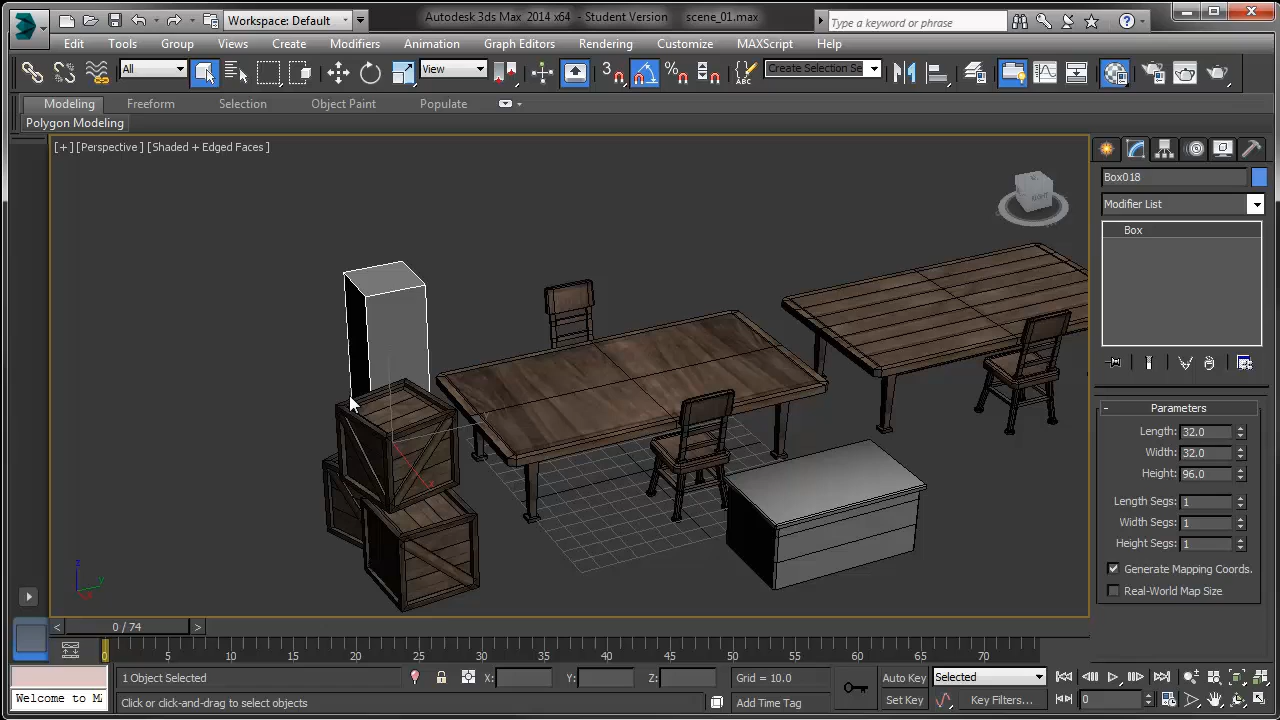 Workspace: Default
Autodesk 3ds Max 2014 x64 - Student Version scene_01.max
Type a keyword or phrase
Edit Tools Group Views Create Modifiers Animation Graph Editors Rendering Customize MAXScript Help
All View 3 Create Selection Se
Modeling Freeform Selection Object Paint Populate
Polygon Modeling
[+] [Perspective ] [Shaded + Edged Faces ]
Box018
Modifier List
Box
RIGHT
- Parameters
Length: 32.0
Width: 32.0
Height: 96.0
Length Segs: 1
Width Segs: 1
Height Segs: 1
Generate Mapping Coords.
Real-World Map Size
z
y
x
x
< 0 / 74 >
0 5 10 15 20 25 30 35 40 45 50 55 60 65 70
1 Object Selected X: Y: Z: Grid = 10.0 Auto Key Selected
Welcome to MA Click or click-and-drag to select objects Add Time Tag Set Key Key Filters... 0